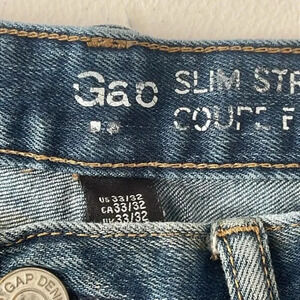 Gap SLIM STR
COUPE F
US 33/32
CA 33/32
UK 33/32
GAP DEN